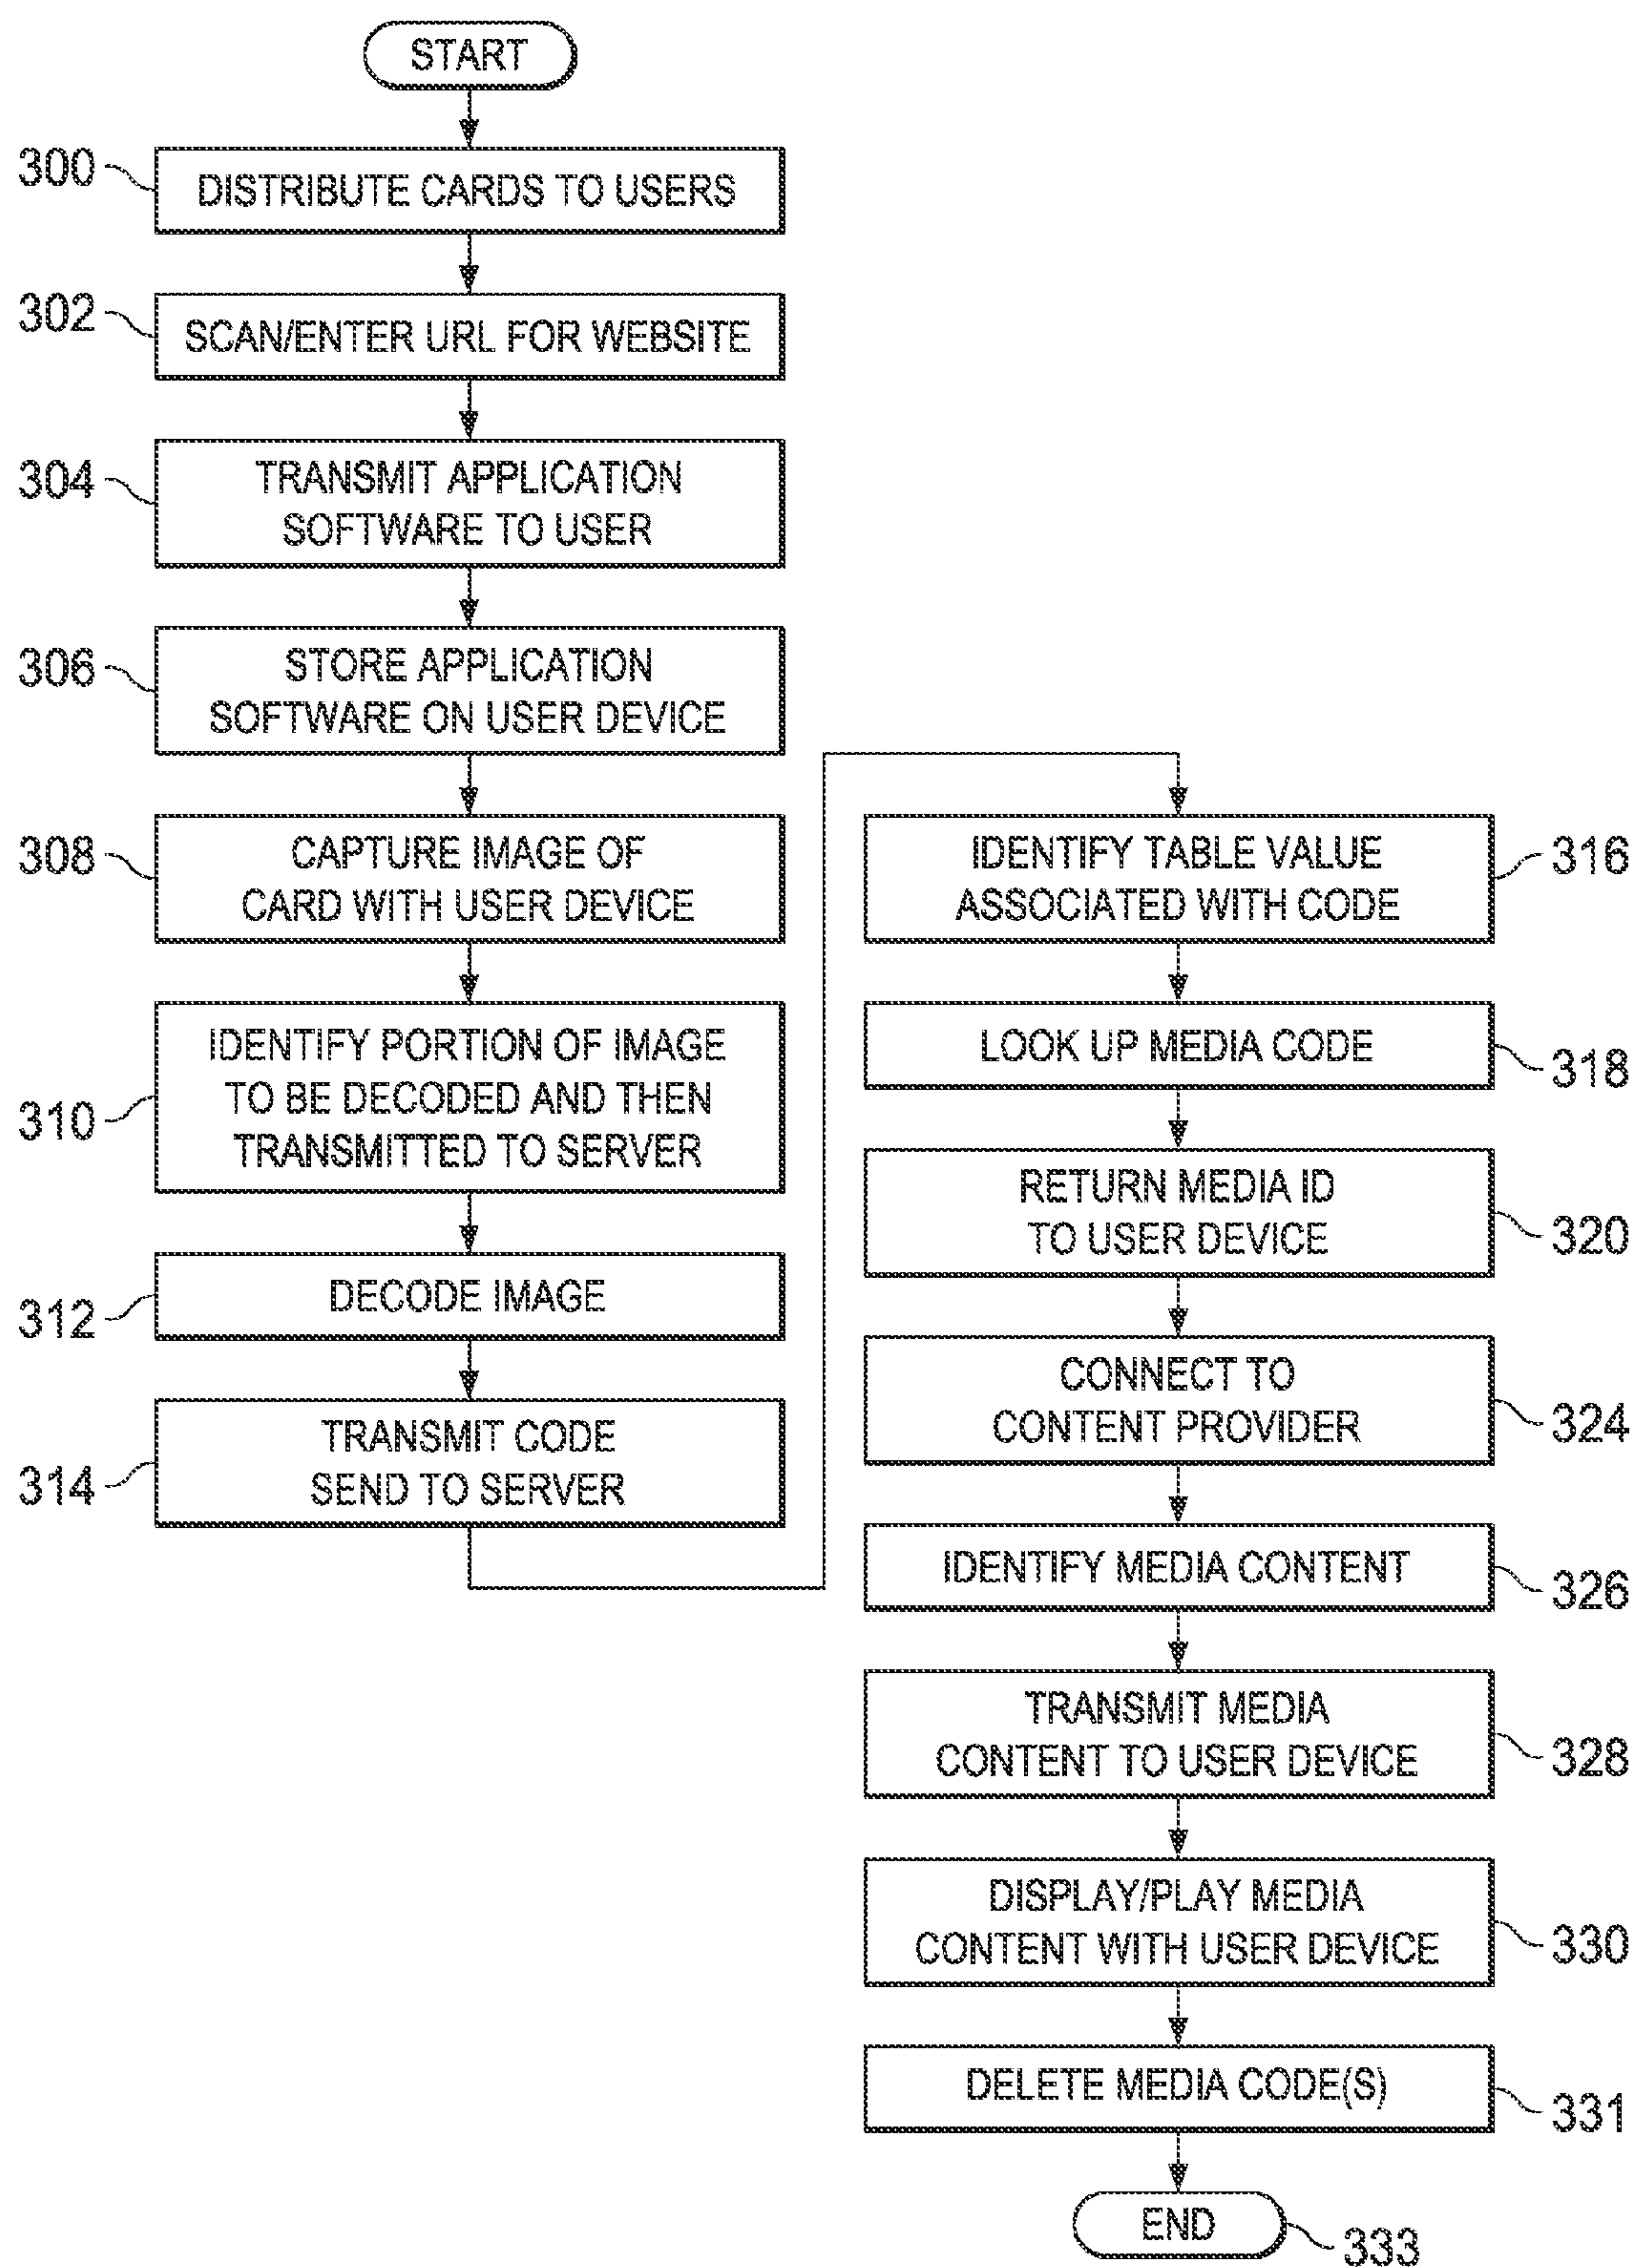 START
300
DISTRIBUTE CARDS TO USERS
302
SCAN/ENTER URL FOR WEBSITE
304
TRANSMIT APPLICATION
SOFTWARE TO USER
306
STORE APPLICATION
SOFTWARE ON USER DEVICE
308
CAPTURE IMAGE OF
CARD WITH USER DEVICE
310
IDENTIFY PORTION OF IMAGE
TO BE DECODED AND THEN
TRANSMITTED TO SERVER
312
DECODE IMAGE
314
TRANSMIT CODE
SEND TO SERVER
IDENTIFY TABLE VALUE
ASSOCIATED WITH CODE
316
LOOK UP MEDIA CODE
318
RETURN MEDIA ID
TO USER DEVICE
320
CONNECT TO
CONTENT PROVIDER
324
IDENTIFY MEDIA CONTENT
326
TRANSMIT MEDIA
CONTENT TO USER DEVICE
328
DISPLAY/PLAY MEDIA
CONTENT WITH USER DEVICE
330
DELETE MEDIA CODE(S)
331
END
333